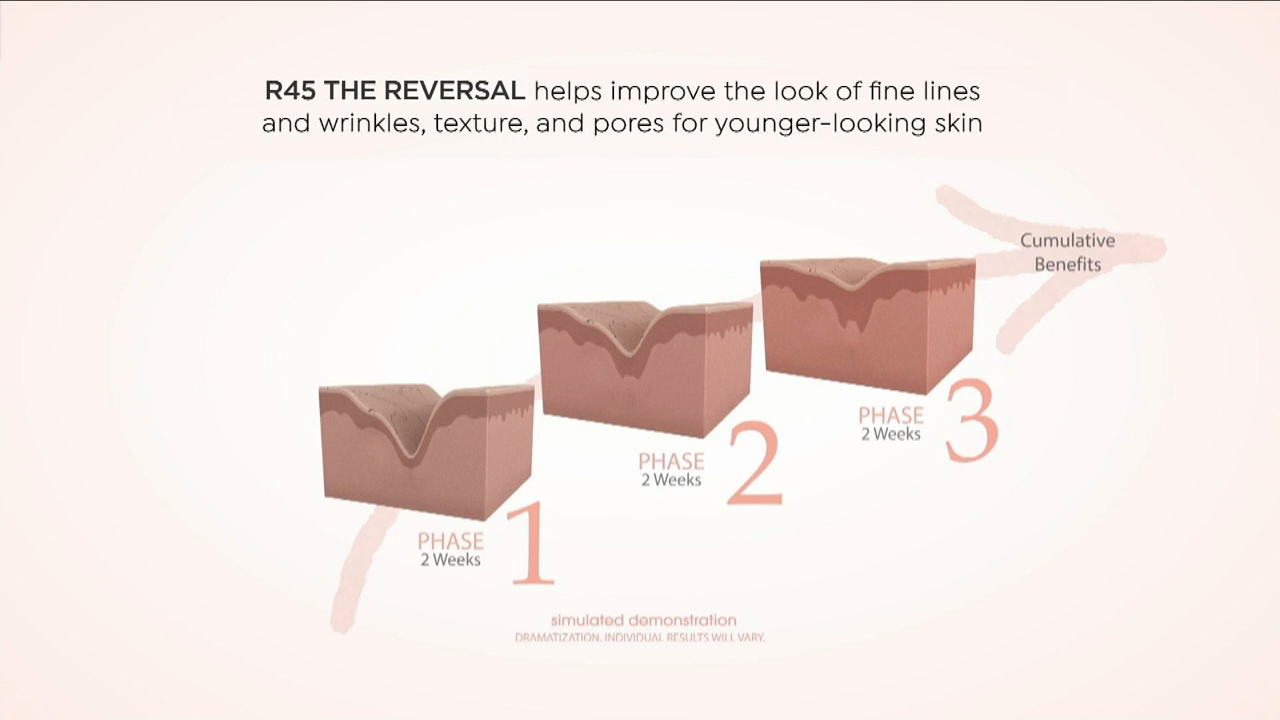 R45 THE REVERSAL helps improve the look of fine lines
and wrinkles, texture, and pores for younger-looking skin
Cumulative
Benefits
PHASE
2 Weeks
3
PHASE
2 Weeks
2
PHASE
2 Weeks
1
simulated demonstration
DRAMATIZATION. INDIVIDUAL RESULTS WILL VARY.